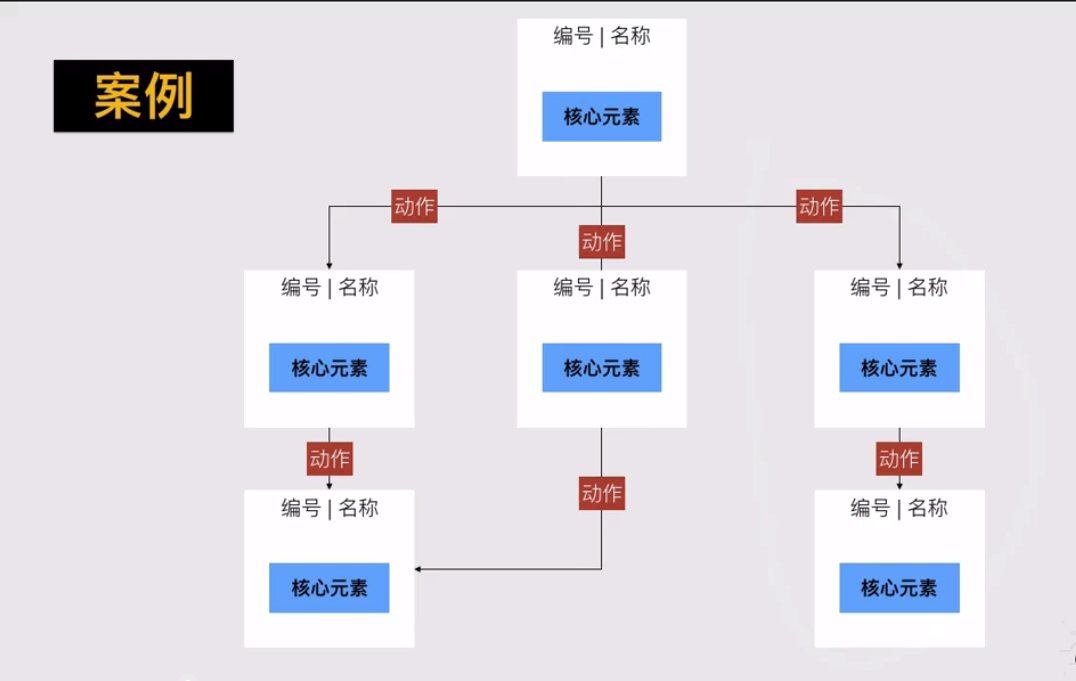 案例
编号 | 名称
核心元素
动作
动作
动作
编号 | 名称
编号 | 名称
编号 | 名称
核心元素
核心元素
核心元素
动作
动作
动作
编号 | 名称
编号 | 名称
核心元素
核心元素